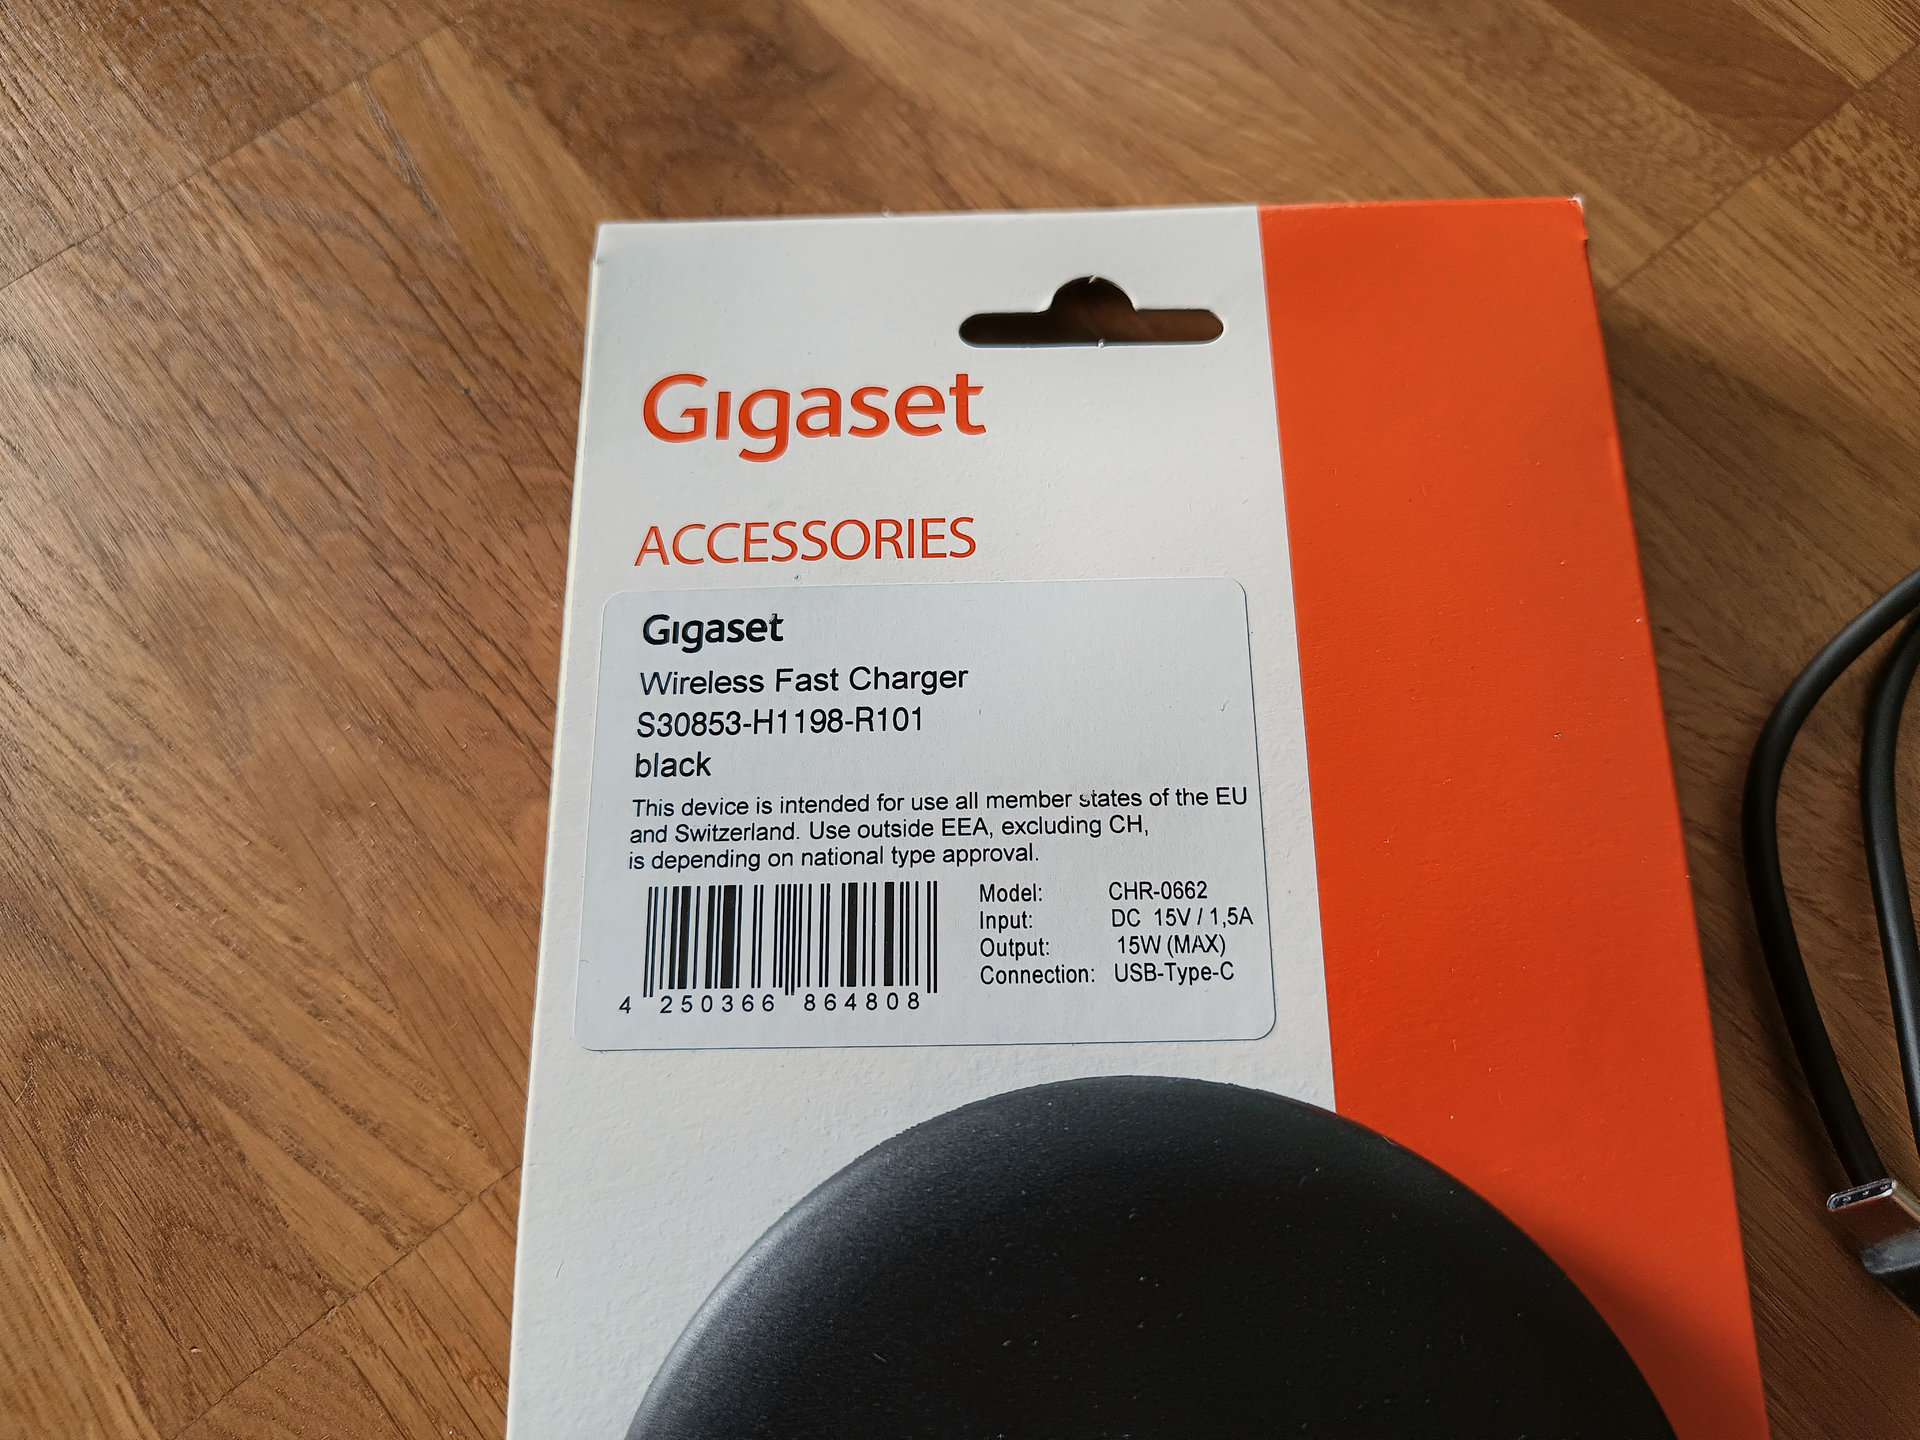 Gigaset
ACCESSORIES
Gigaset
Wireless Fast Charger
S30853-H1198-R101
black
This device is intended for use all member states of the EU
and Switzerland. Use outside EEA, excluding CH,
is depending on national type approval.
Model: CHR-0662
Input: DC 15V / 1,5A
Output: 15W (MAX)
Connection: USB-Type-C
4 250366 864808